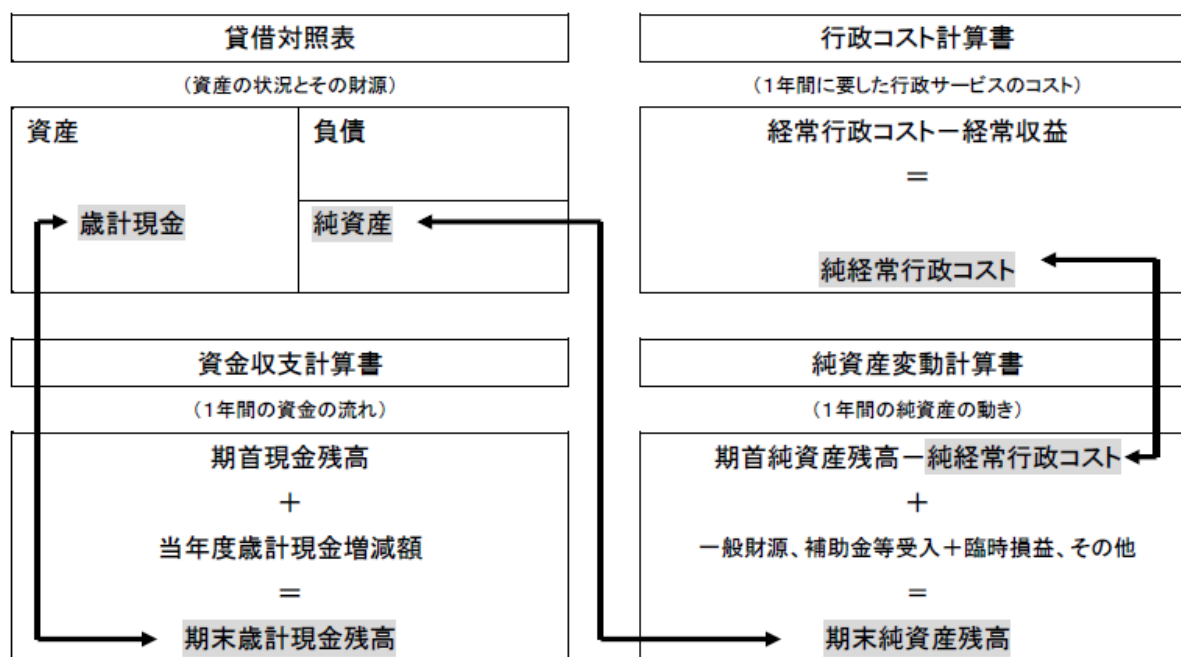 貸借対照表
(資産の状況とその財源)
資産
負債
歳計現金
純資産
行政コスト計算書
(1年間に要した行政サービスのコスト)
経常行政コスト－経常収益
＝
純経常行政コスト
資金収支計算書
(1年間の資金の流れ)
期首現金残高
＋
当年度歳計現金増減額
＝
期末歳計現金残高
純資産変動計算書
(1年間の純資産の動き)
期首純資産残高－純経常行政コスト
＋
一般財源、補助金等受入＋臨時損益、その他
＝
期末純資産残高